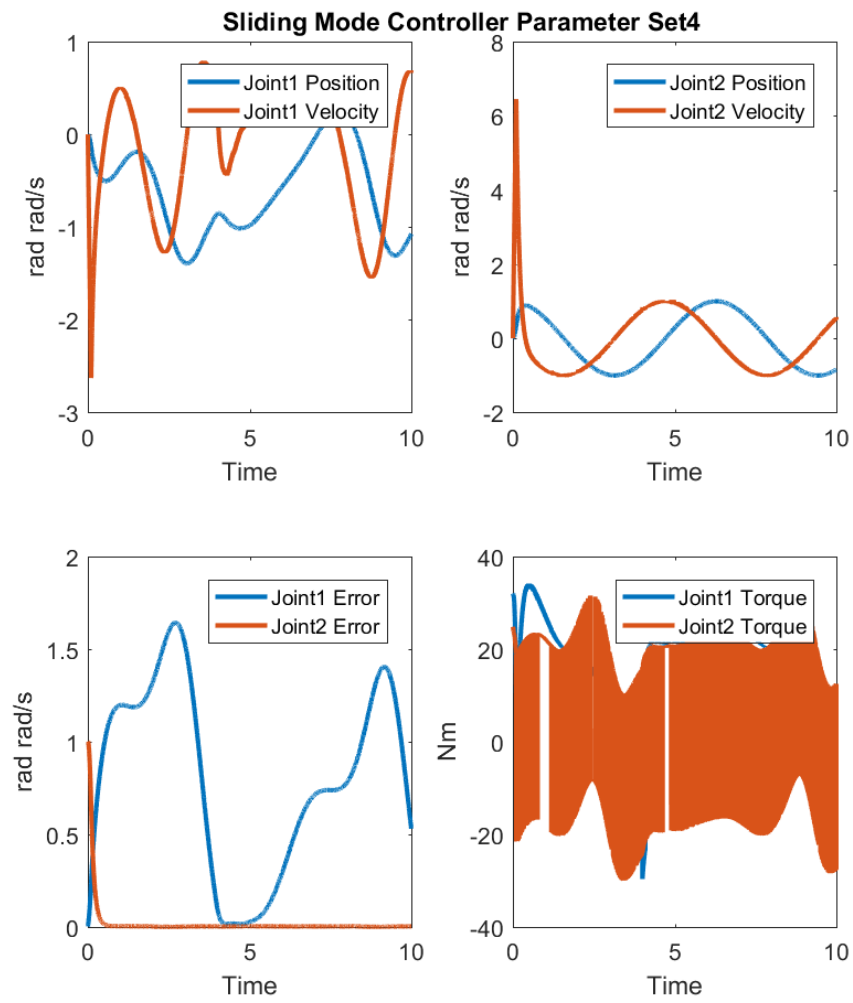 Sliding Mode Controller Parameter Set4
1
0
-1
-2
-3
0
5
10
rad rad/s
Time
Joint1 Position
Joint1 Velocity
8
6
4
2
0
-2
0
5
10
rad rad/s
Time
Joint2 Position
Joint2 Velocity
2
1.5
1
0.5
0
0
5
10
rad rad/s
Time
Joint1 Error
Joint2 Error
40
20
0
-20
-40
0
5
10
Nm
Time
Joint1 Torque
Joint2 Torque